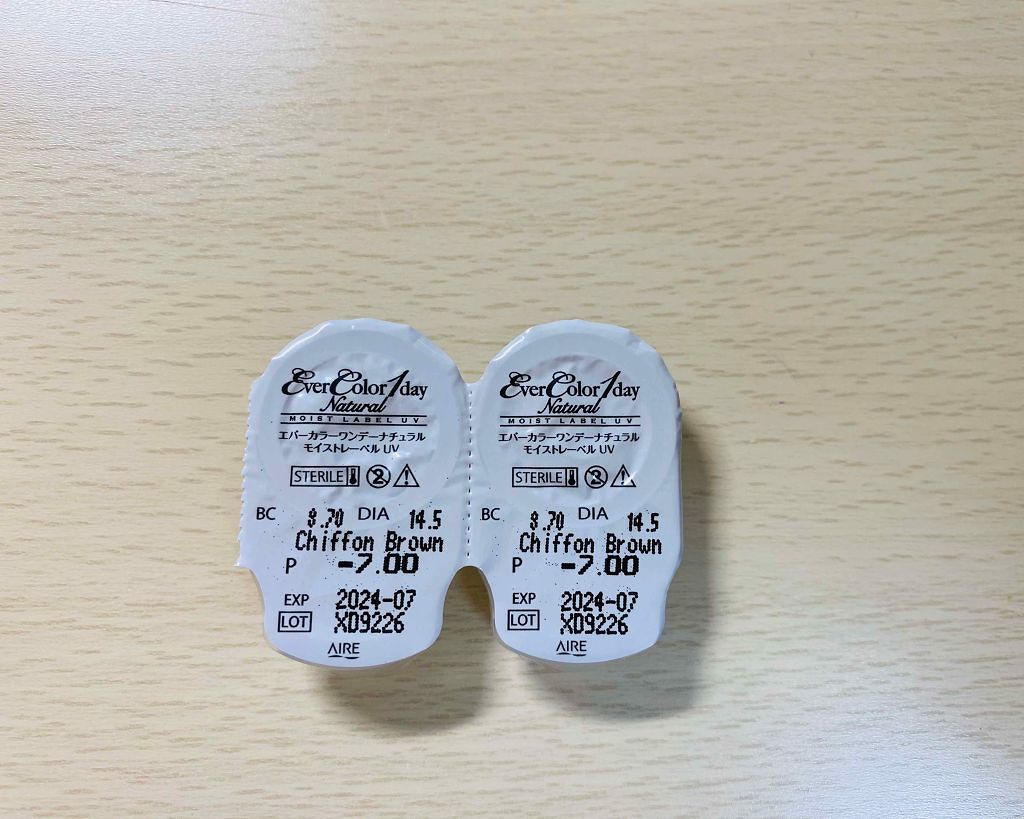 EverColor1day
Natural
MOIST LABEL UV
エバーカラーワンデーナチュラル
モイストレーベル UV
STERILE 2
BC 8.70 DIA 14.5
Chiffon Brown
P -7.00
EXP 2024-07
LOT XD9226
AIRE
EverColor1day
Natural
MOIST LABEL UV
エバーカラーワンデーナチュラル
モイストレーベル UV
STERILE 2
BC 8.70 DIA 14.5
Chiffon Brown
P -7.00
EXP 2024-07
LOT XD9226
AIRE